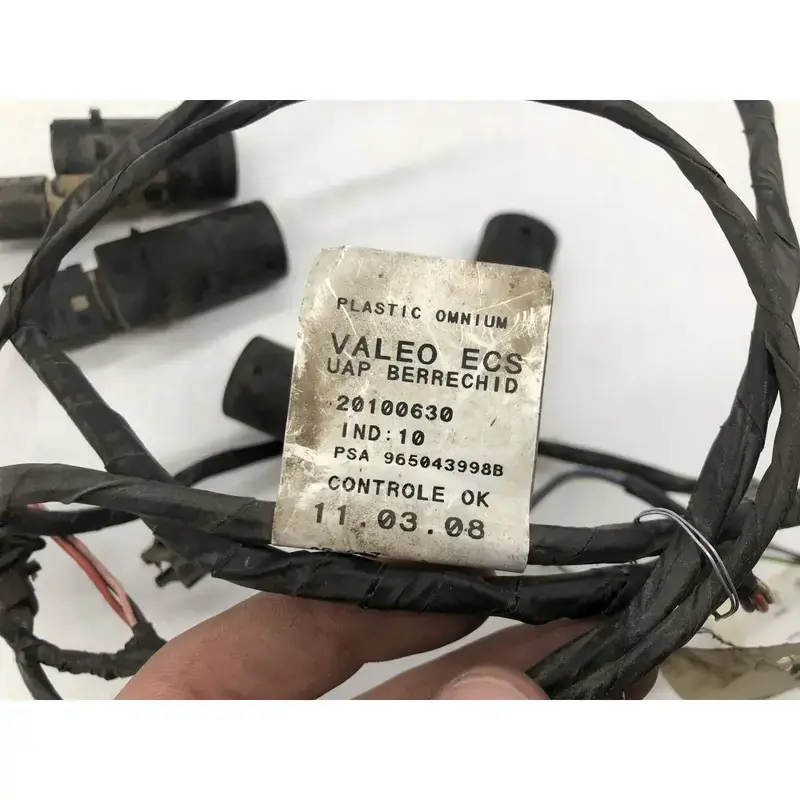 PLASTIC OMNIUM
VALEO ECS
UAP BERRECHID
20100630
IND:10
PSA 965043998B
CONTROLE OK
11.03.08